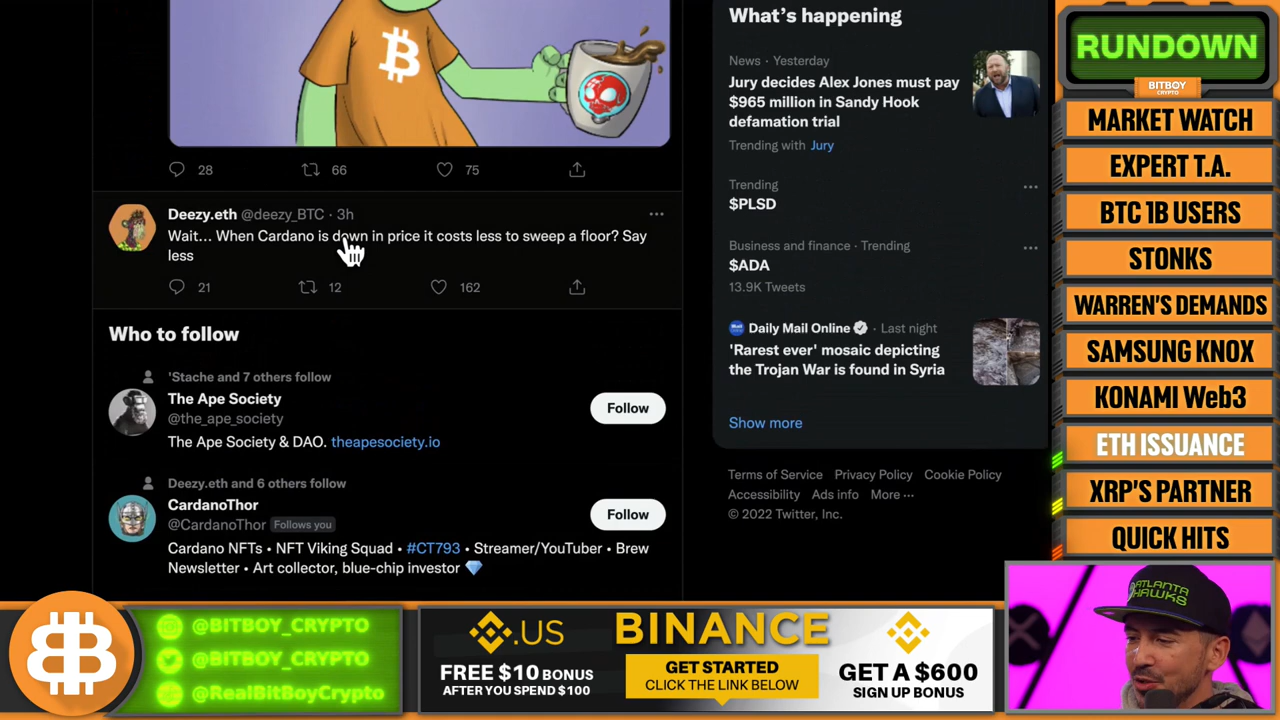 28
66
75
Deezy.eth @deezy_BTC · 3h
Wait... When Cardano is down in price it costs less to sweep a floor? Say
less
21
12
162
Who to follow
'Stache and 7 others follow
The Ape Society
@the_ape_society
The Ape Society & DAO. theapesociety.io
Follow
Deezy.eth and 6 others follow
CardanoThor
@CardanoThor Follows you
Cardano NFTs • NFT Viking Squad • #CT793 • Streamer/YouTuber • Brew
Newsletter • Art collector, blue-chip investor
Follow
What's happening
News · Yesterday
Jury decides Alex Jones must pay
$965 million in Sandy Hook
defamation trial
Trending with Jury
Trending
$PLSD
Business and finance · Trending
$ADA
13.9K Tweets
Daily Mail Online · Last night
'Rarest ever' mosaic depicting
the Trojan War is found in Syria
Show more
Terms of Service Privacy Policy Cookie Policy
Accessibility Ads info More ···
© 2022 Twitter, Inc.
RUNDOWN
BITBOY
CRYPTO
MARKET WATCH
EXPERT T.A.
BTC 1B USERS
STONKS
WARREN'S DEMANDS
SAMSUNG KNOX
KONAMI Web3
ETH ISSUANCE
XRP'S PARTNER
QUICK HITS
@BITBOY_CRYPTO
@BITBOY_CRYPTO
@RealBitBoyCrypto
.US
FREE $10 BONUS
AFTER YOU SPEND $100
BINANCE
GET STARTED
CLICK THE LINK BELOW
GET A $600
SIGN UP BONUS
ATLANTA
HAWKS